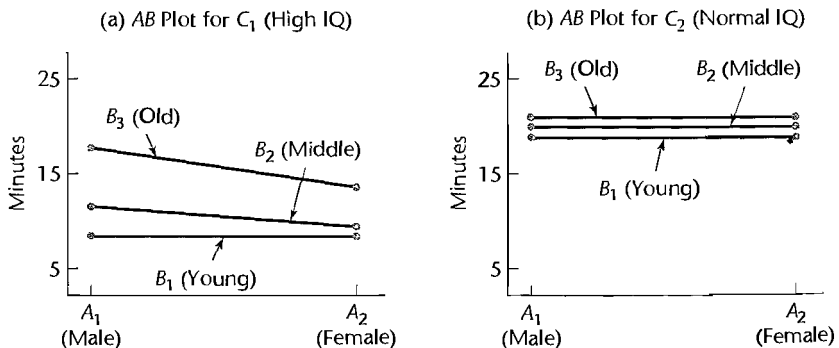 (a) AB Plot for C₁ (High IQ)
25
15
5
Minutes
B₃ (Old)
B₂ (Middle)
B₁ (Young)
A₁
(Male)
A₂
(Female)
(b) AB Plot for C₂ (Normal IQ)
25
15
5
Minutes
B₃ (Old)
B₂ (Middle)
B₁ (Young)
A₁
(Male)
A₂
(Female)